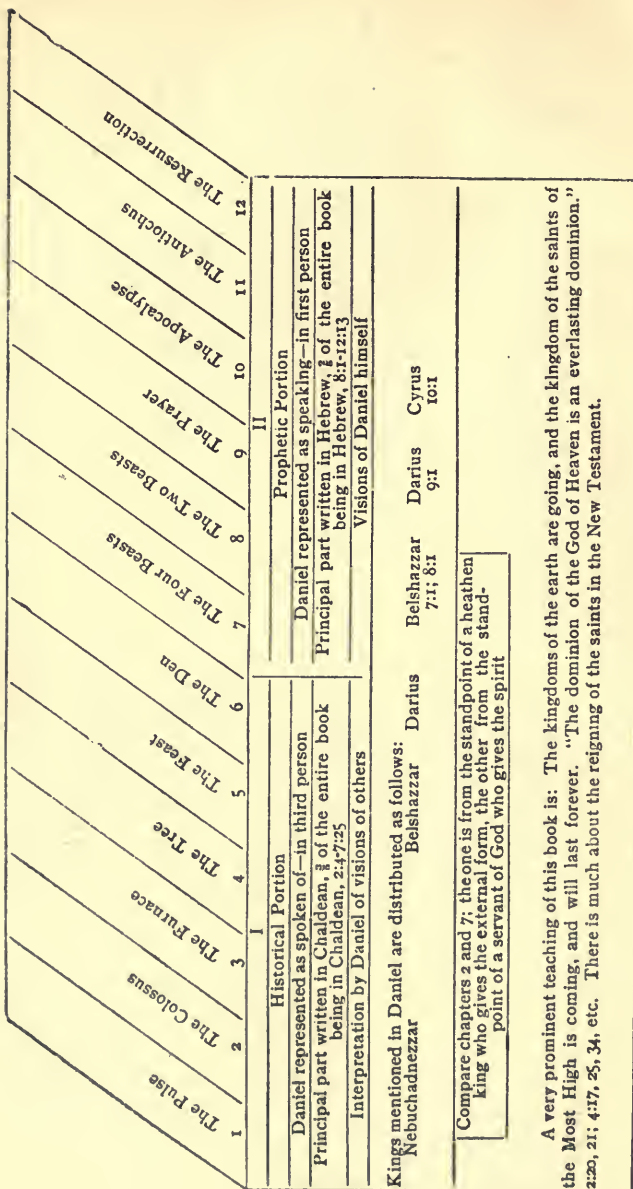 The Pulse
The Colossus
The Furnace
The Tree
The Feast
The Den
The Four Beasts
The Two Beasts
The Prayer
The Apocalypse
The Antiochus
The Resurrection
1 2 3 4 5 6 7 8 9 10 11 12
I
Historical Portion
Daniel represented as spoken of—in third person
Principal part written in Chaldean, of the entire book
being in Chaldean, 2:4-7:25
Interpretation by Daniel of visions of others
II
Prophetic Portion
Daniel represented as speaking—in first person
Principal part written in Hebrew, of the entire book
being in Hebrew, 8:1-12:13
Visions of Daniel himself
Kings mentioned in Daniel are distributed as follows:
Nebuchadnezzar Belshazzar Darius Belshazzar Darius Cyrus
7:1; 8:1 9:1 10:1
Compare chapters 2 and 7; the one is from the standpoint of a heathen
king who gives the external form, the other from the stand-
point of a servant of God who gives the spirit
A very prominent teaching of this book is: The kingdoms of the earth are going, and the kingdom of the saints of
the Most High is coming, and will last forever. "The dominion of the God of Heaven is an everlasting dominion."
2:20, 21; 4:17, 25, 34, etc. There is much about the reigning of the saints in the New Testament.